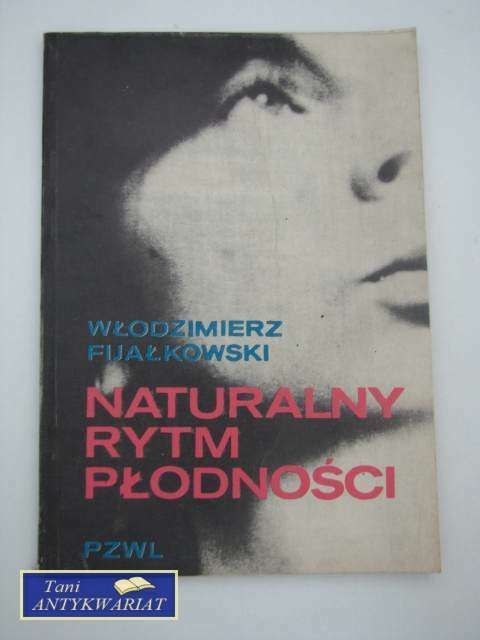 WŁODZIMIERZ
FIJAŁKOWSKI
NATURALNY
RYTM
PŁODNOŚCI
PZWL
Tani
ANTYKWARIAT